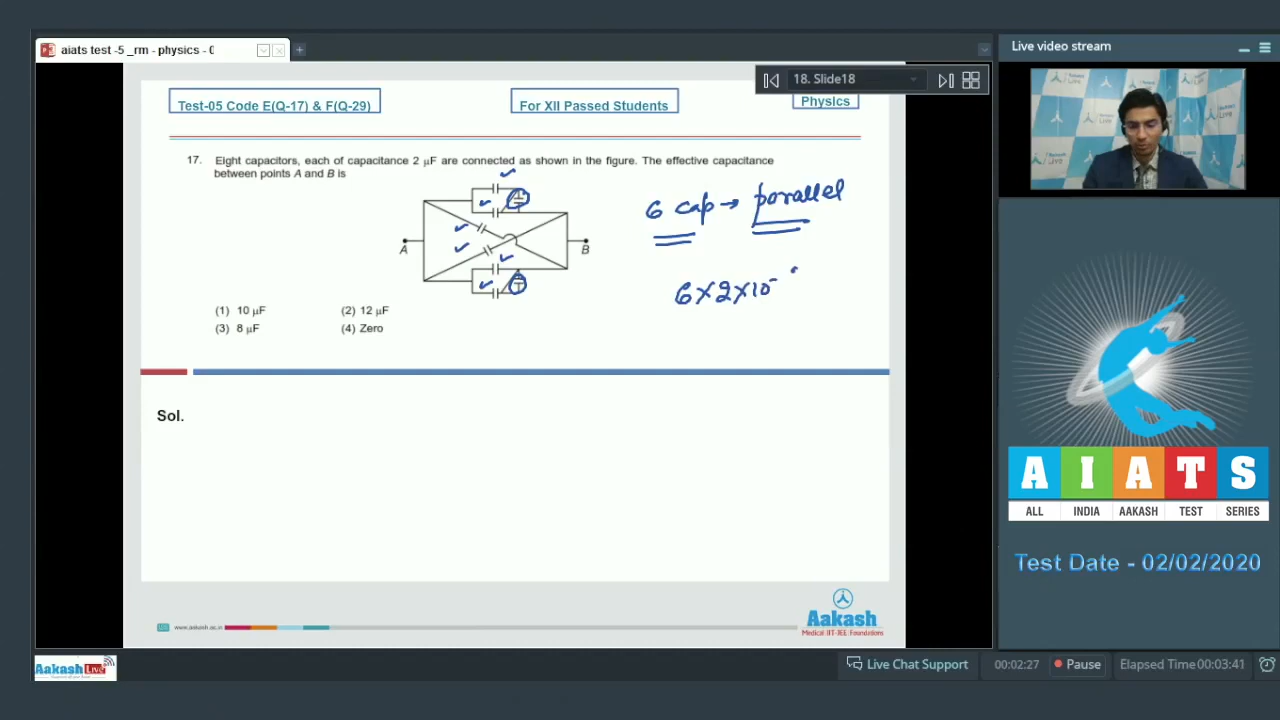 aiats test -5 _rm - physics - 0
18. Slide18
Live video stream
Test-05 Code E(Q-17) & F(Q-29)
For XII Passed Students
Physics
17. Eight capacitors, each of capacitance 2 μF are connected as shown in the figure. The effective capacitance
between points A and B is
A
B
6 cap → parallel
6×2×10⁻
(1) 10 μF
(2) 12 μF
(3) 8 μF
(4) Zero
Sol.
www.aakash.ac.in
Aakash
Medical|IIT-JEE|Foundations
A I A T S
ALL INDIA AAKASH TEST SERIES
Test Date - 02/02/2020
Aakash Live
Live Chat Support
00:02:27
Pause
Elapsed Time 00:03:41